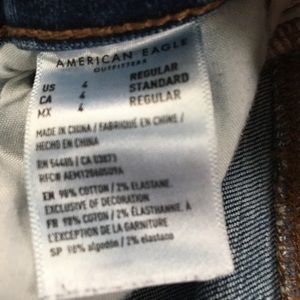 AMERICAN EAGLE
OUTFITTERS
US 4 REGULAR
CA 4 STANDARD
MX 4 REGULAR
MADE IN CHINA / FABRIQUÉ EN CHINE /
HECHO EN CHINA
RN 54485 / CA 03873
EN 98% COTTON / 2% ELASTANE
EXCLUSIVE OF DECORATION
FR 98% COTON / 2% ÉLASTHANNE,
L'EXCEPTION DE LA GARNITURE
SP 98% algodón / 2% elastano